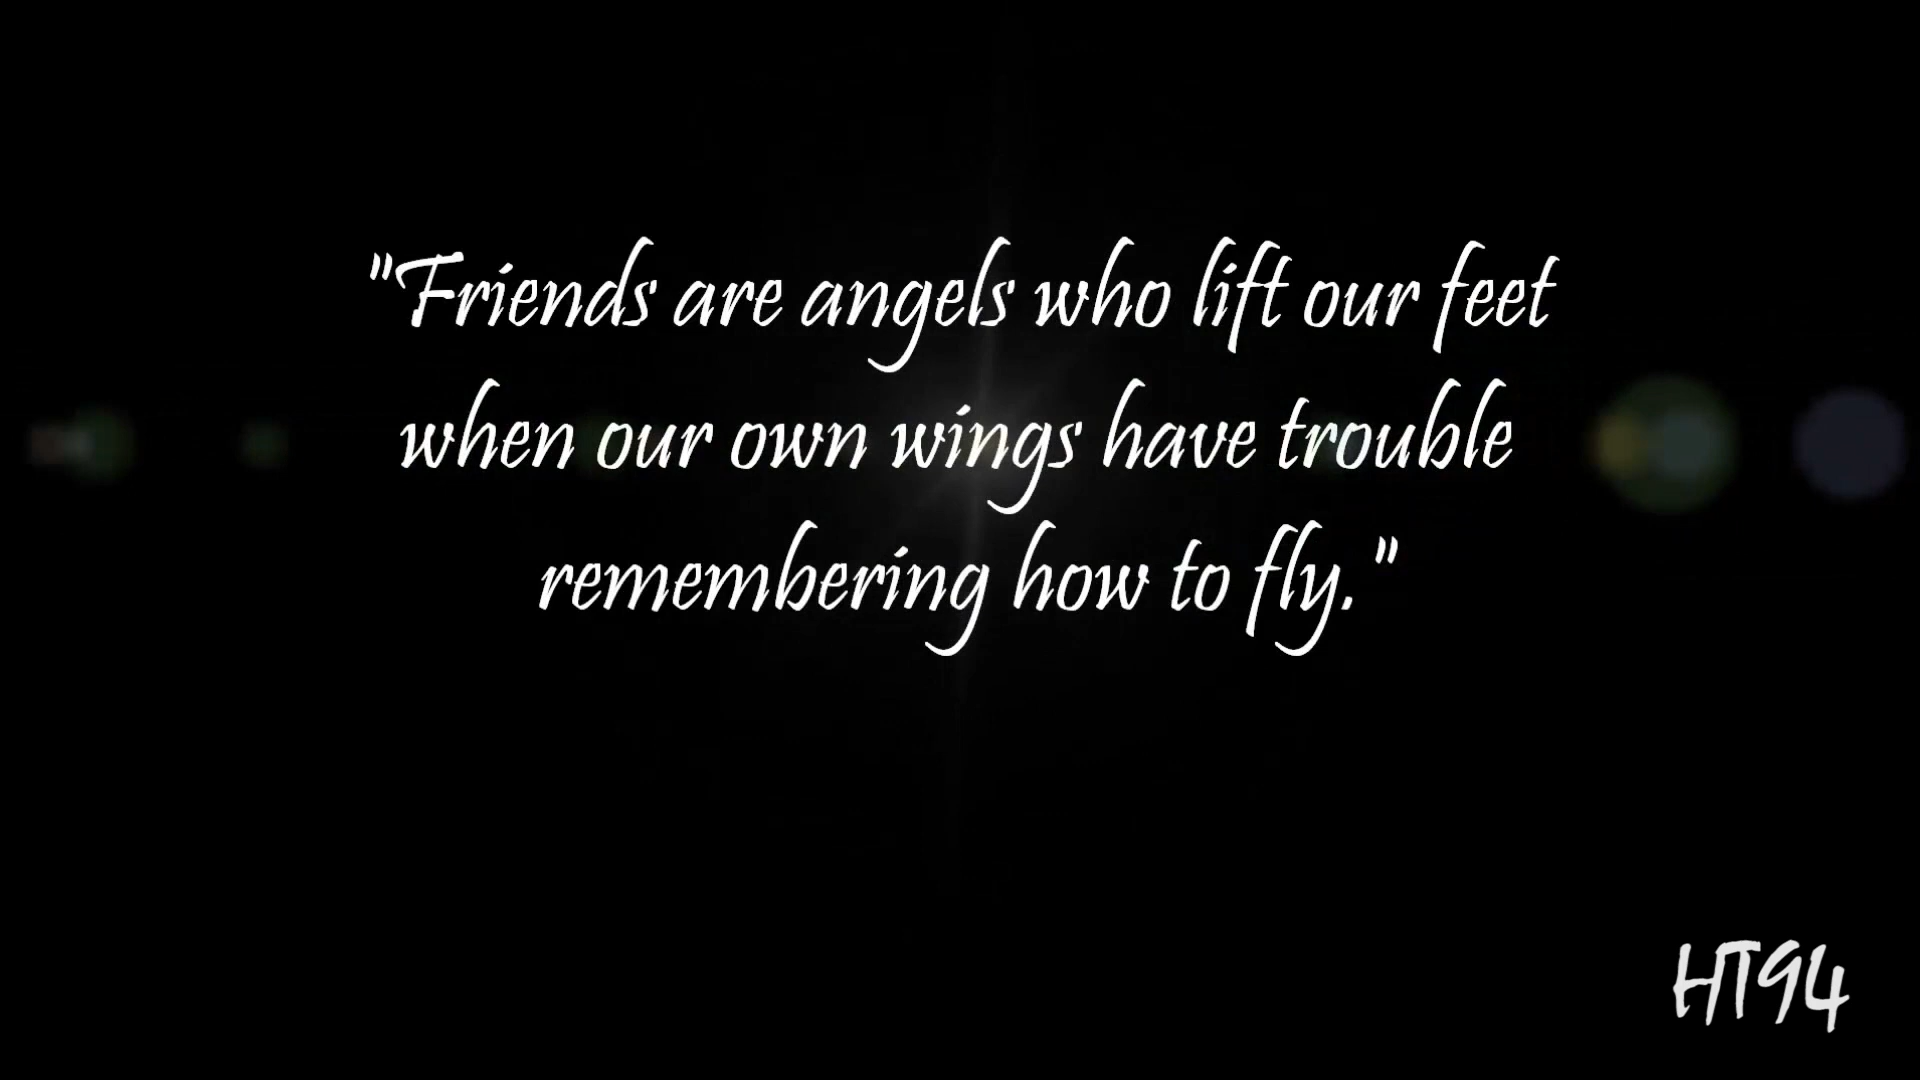 "Friends are angels who lift our feet
when our own wings have trouble
remembering how to fly."
HT94